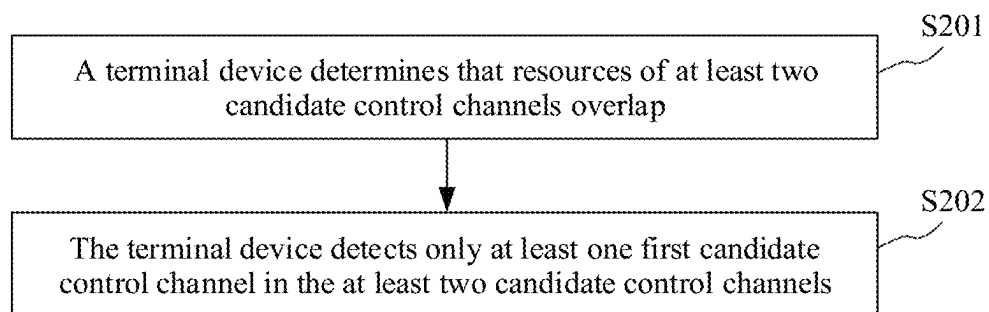 S201
A terminal device determines that resources of at least two
candidate control channels overlap
S202
The terminal device detects only at least one first candidate
control channel in the at least two candidate control channels